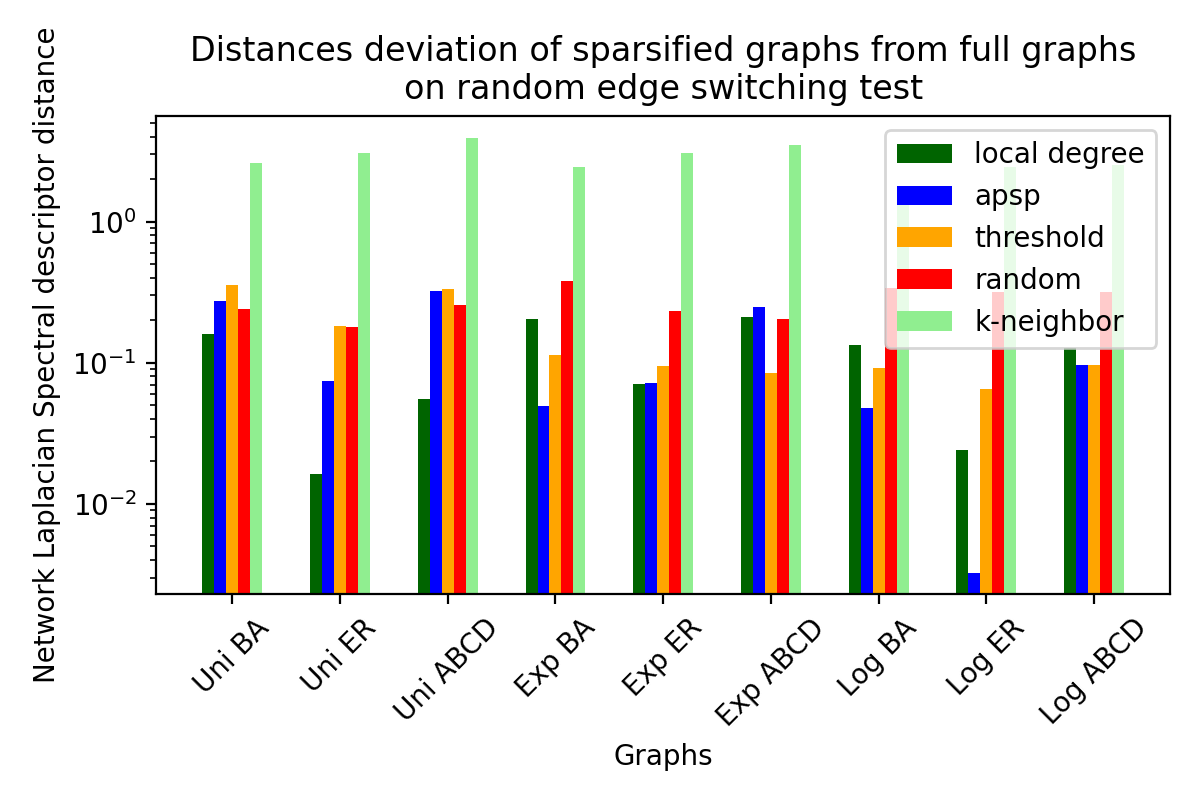 Distances deviation of sparsified graphs from full graphs
on random edge switching test
Network Laplacian Spectral descriptor distance
10⁰
10⁻¹
10⁻²
local degree
apsp
threshold
random
k-neighbor
Uni BA
Uni ER
Uni ABCD
Exp BA
Exp ER
Exp ABCD
Log BA
Log ER
Log ABCD
Graphs